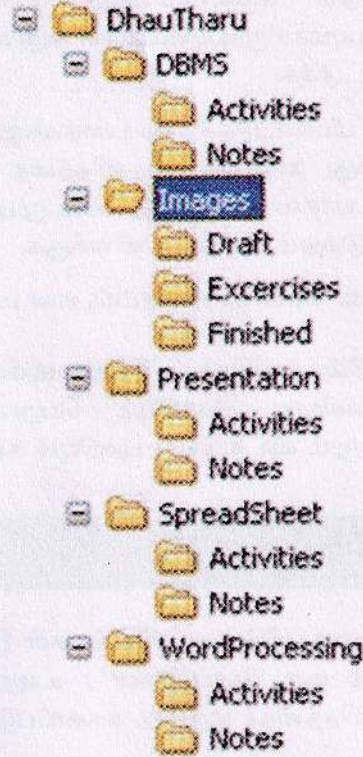 DhauTharu
DBMS
Activities
Notes
Images
Draft
Excercises
Finished
Presentation
Activities
Notes
SpreadSheet
Activities
Notes
WordProcessing
Activities
Notes